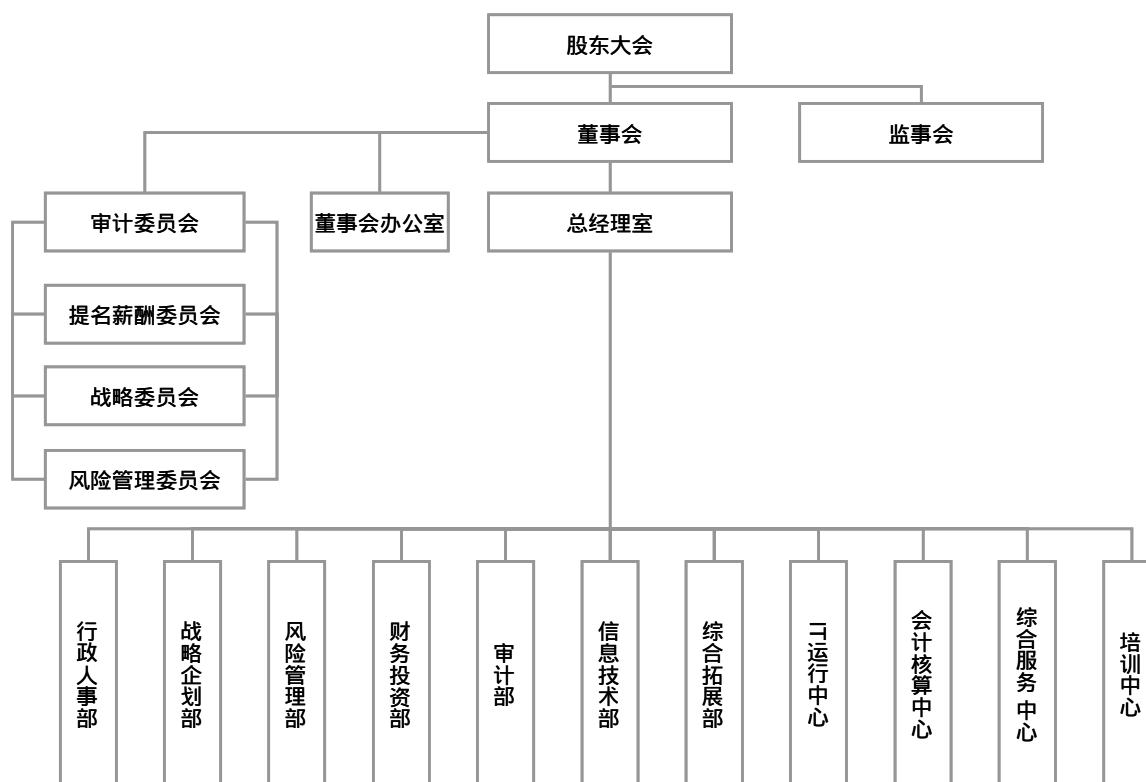 股东大会
董事会
监事会
审计委员会
董事会办公室
总经理室
提名薪酬委员会
战略委员会
风险管理委员会
行政人事部
战略企划部
风险管理部
财务投资部
审计部
信息技术部
综合拓展部
IT运行中心
会计核算中心
综合服务 中心
培训中心